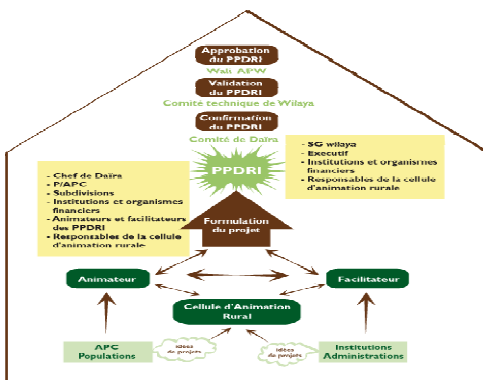 Approbation
du PPDRI
Wali APW
Validation
du PPDRI
Comité technique de Wilaya
Confirmation
du PPDRI
Comité de Daïra
PPDRI
- Chef de Daïra
- P/APC
- Subdivisions
- Institutions et organismes
financiers
- Animateurs et facilitateurs
des PPDRI
- Responsables de la cellule
d'animation rurale
- SG wilaya
- Executif
- Institutions et organismes
financiers
- Responsables de la cellule
d'animation rurale
Formulation
du projet
Animateur
Facilitateur
Cellule d'Animation
Rural
APC
Populations
Idées
de projets
Idées
de projets
Institutions
Administrations